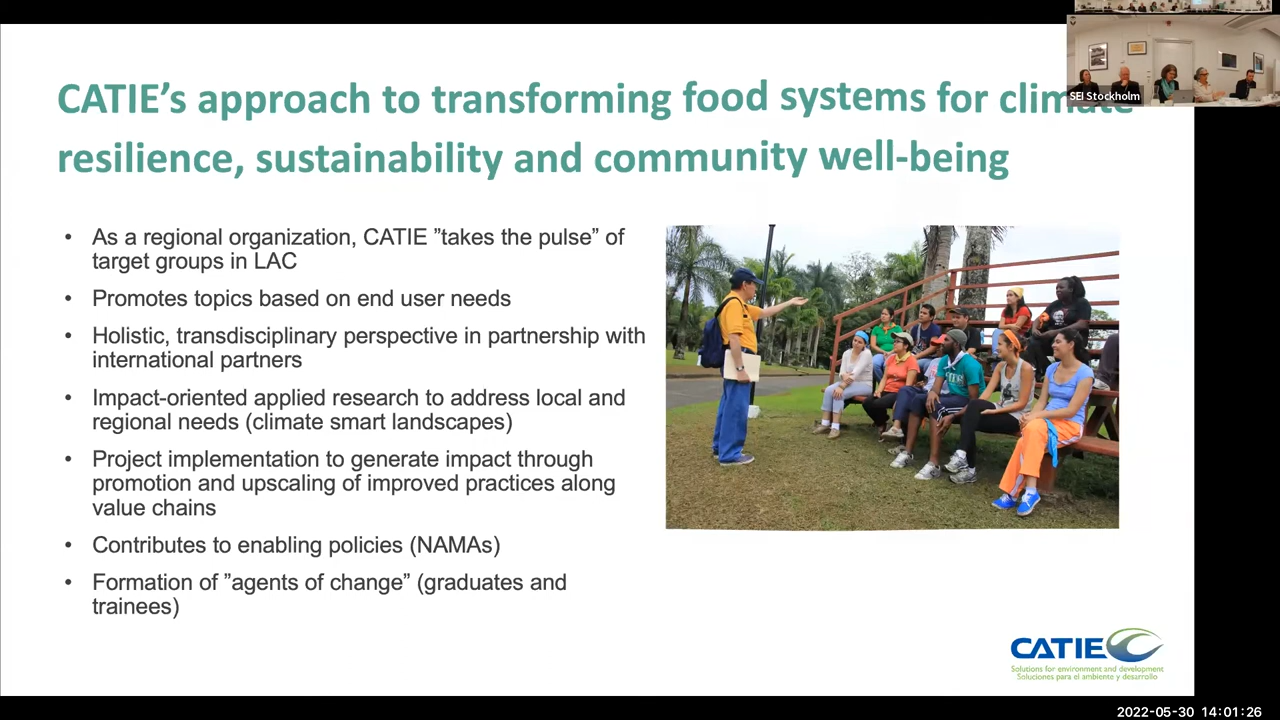 CATIE's approach to transforming food systems for climate
resilience, sustainability and community well-being
SEI Stockholm
• As a regional organization, CATIE ”takes the pulse” of
target groups in LAC
• Promotes topics based on end user needs
• Holistic, transdisciplinary perspective in partnership with
international partners
• Impact-oriented applied research to address local and
regional needs (climate smart landscapes)
• Project implementation to generate impact through
promotion and upscaling of improved practices along
value chains
• Contributes to enabling policies (NAMAs)
• Formation of ”agents of change” (graduates and
trainees)
CATIE
Solutions for environment and development
Soluciones para el ambiente y desarrollo
2022-05-30 14:01:26